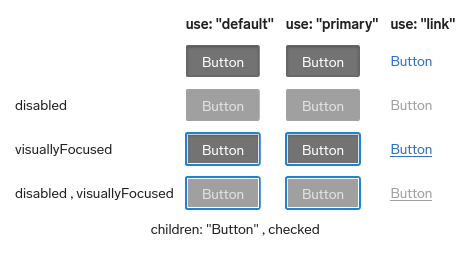 use: "default" use: "primary" use: "link"
Button Button Button
disabled Button Button Button
visuallyFocused Button Button Button
disabled , visuallyFocused Button Button Button
children: "Button" , checked